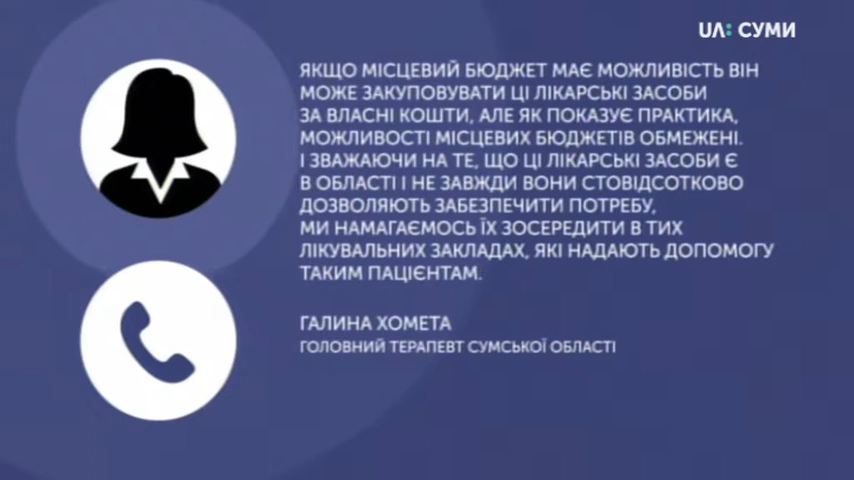 UA: СУМИ
ЯКЩО МІСЦЕВИЙ БЮДЖЕТ МАЄ МОЖЛИВІСТЬ ВІН
МОЖЕ ЗАКУПОВУВАТИ ЦІ ЛІКАРСЬКІ ЗАСОБИ
ЗА ВЛАСНІ КОШТИ, АЛЕ ЯК ПОКАЗУЄ ПРАКТИКА,
МОЖЛИВОСТІ МІСЦЕВИХ БЮДЖЕТІВ ОБМЕЖЕНІ.
І ЗВАЖАЮЧИ НА ТЕ, ЩО ЦІ ЛІКАРСЬКІ ЗАСОБИ Є
В ОБЛАСТІ І НЕ ЗАВЖДИ ВОНИ СТОВІДСОТКОВО
ДОЗВОЛЯЮТЬ ЗАБЕЗПЕЧИТИ ПОТРЕБУ,
МИ НАМАГАЄМОСЬ ЇХ ЗОСЕРЕДИТИ В ТИХ
ЛІКУВАЛЬНИХ ЗАКЛАДАХ, ЯКІ НАДАЮТЬ ДОПОМОГУ
ТАКИМ ПАЦІЄНТАМ.
ГАЛИНА ХОМЕТА
ГОЛОВНИЙ ТЕРАПЕВТ СУМСЬКОЇ ОБЛАСТІ